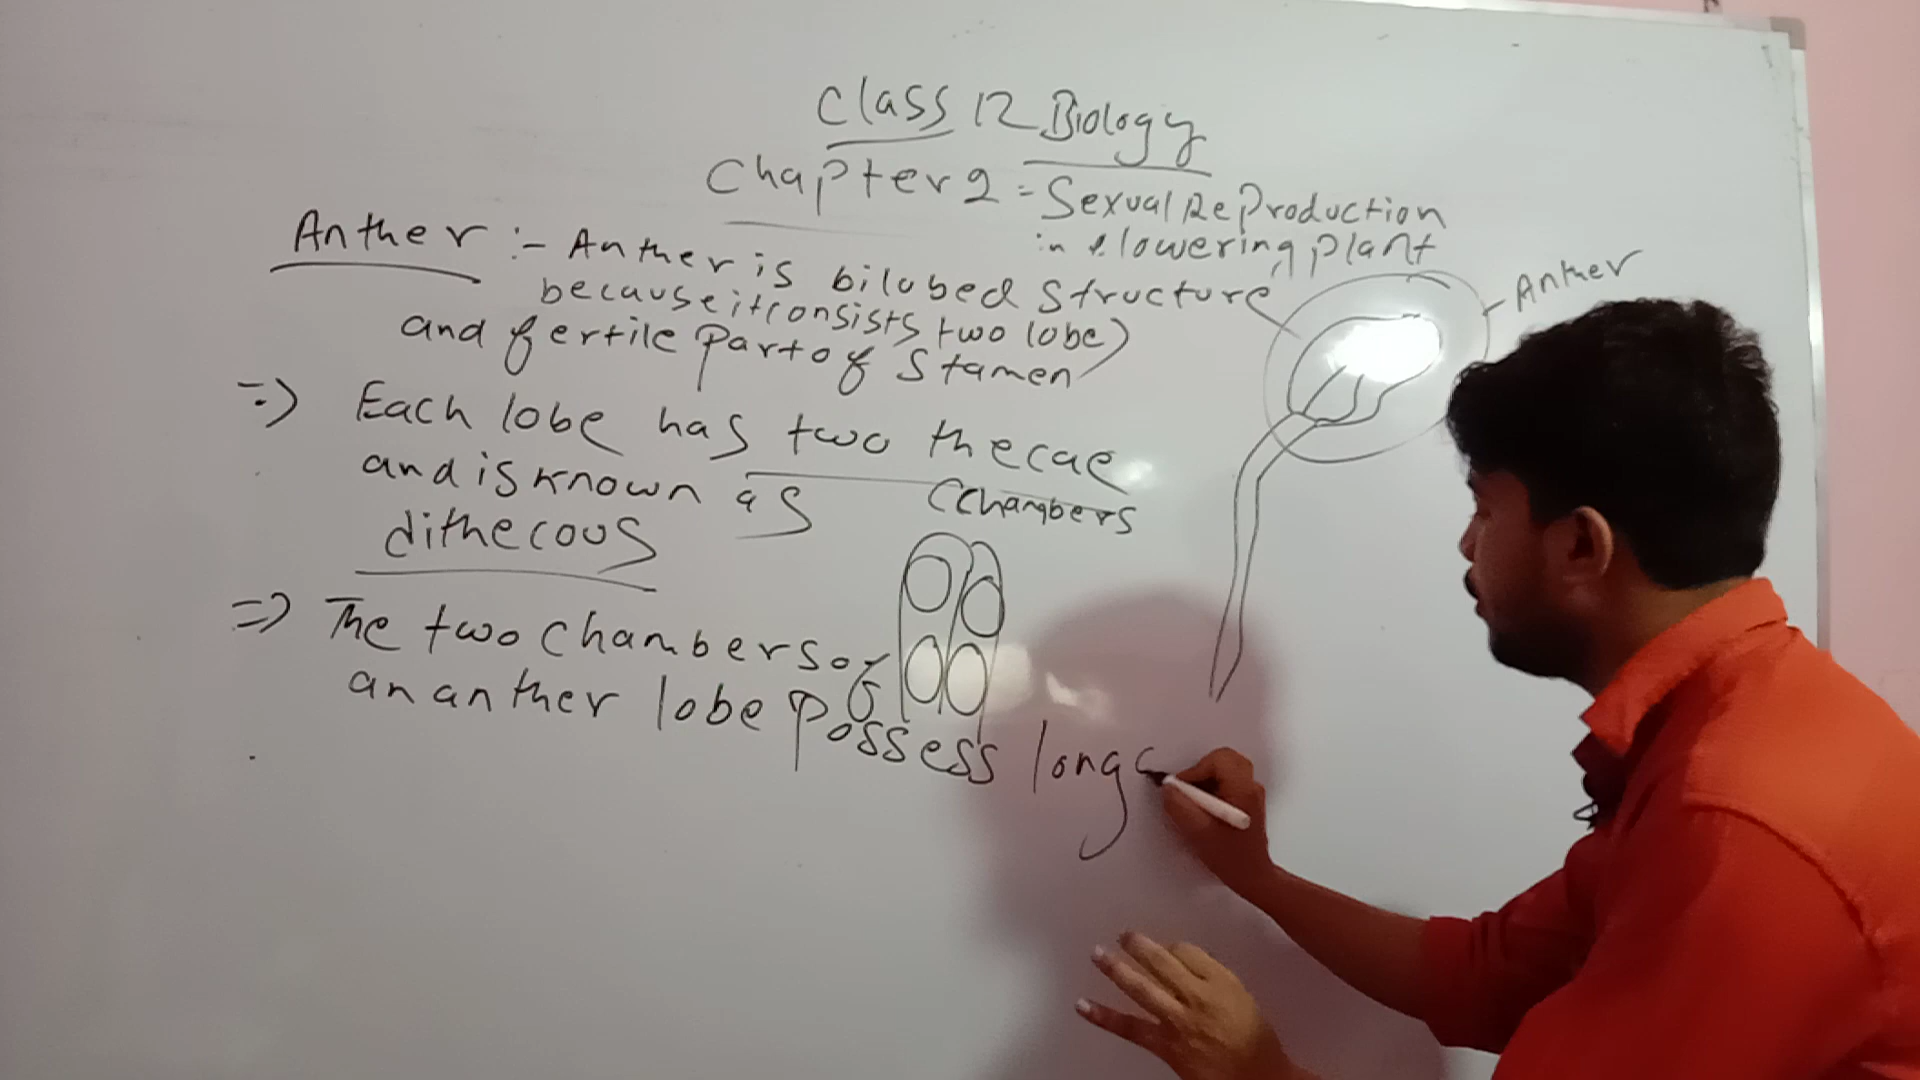 Class 12 Biology
Chapter 2 = Sexual Reproduction
in flowering plant
Anther :- Anther is bilobed structure
because it consists two lobe)
and fertile part of stamen
Anther
=) Each lobe has two thecae
(Chambers
and is known as
dithecous
=) The two chambers of
an anther lobe possess long